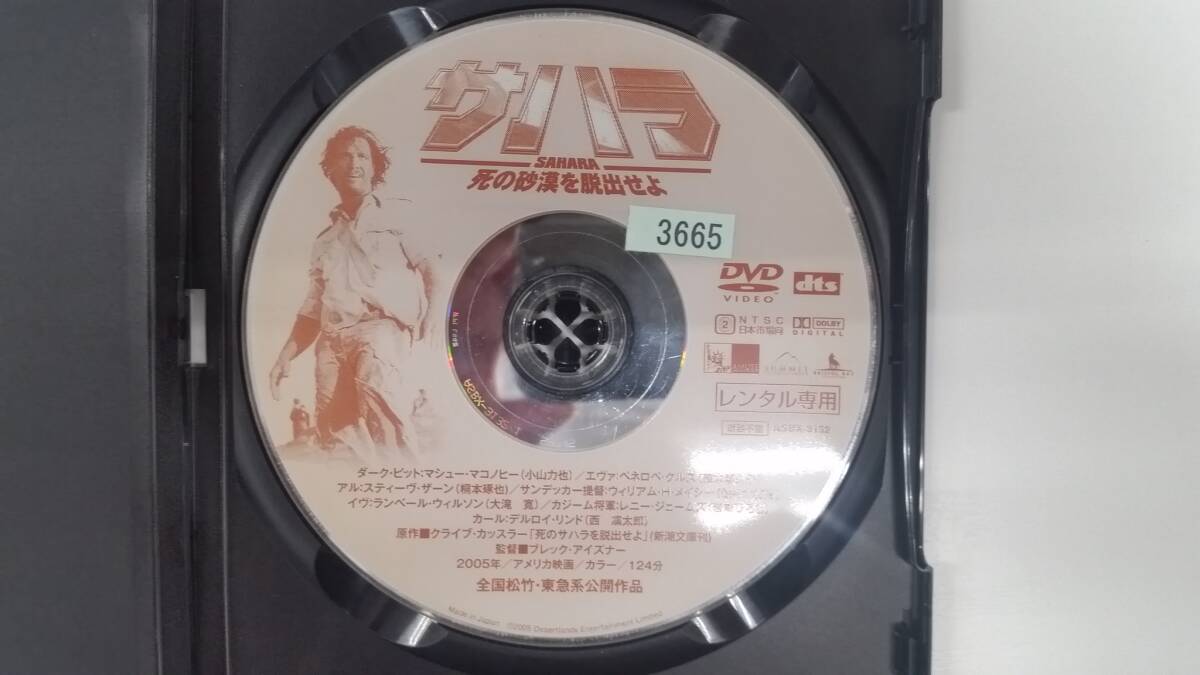 サハラ
SAHARA
死の砂漠を脱出せよ
3665
DVD
VIDEO
dts
2 NTSC
日本市場向
DOLBY
DIGITAL
SUMMIT
レンタル専用
ASBX-3152
ダーク・ピット:マシュー・マコノヒー(小山力也)/エヴァ:ペネロペ・クルス
アル:スティーヴ・ザーン(桐本琢也)/サンデッカー提督:ウィリアム・H・メイシー
イヴ:ランベール・ウィルソン(大滝 寛)/カジーム将軍:レニー・ジェームズ
カール:デルロイ・リンド(西 凜太郎)
原作■クライブ・カッスラー「死のサハラを脱出せよ」(新潮文庫刊)
監督■ブレック・アイズナー
2005年/アメリカ映画/カラー/124分
全国松竹・東急系公開作品
Made in Japan ©2005 Desertlands Entertainment Limited